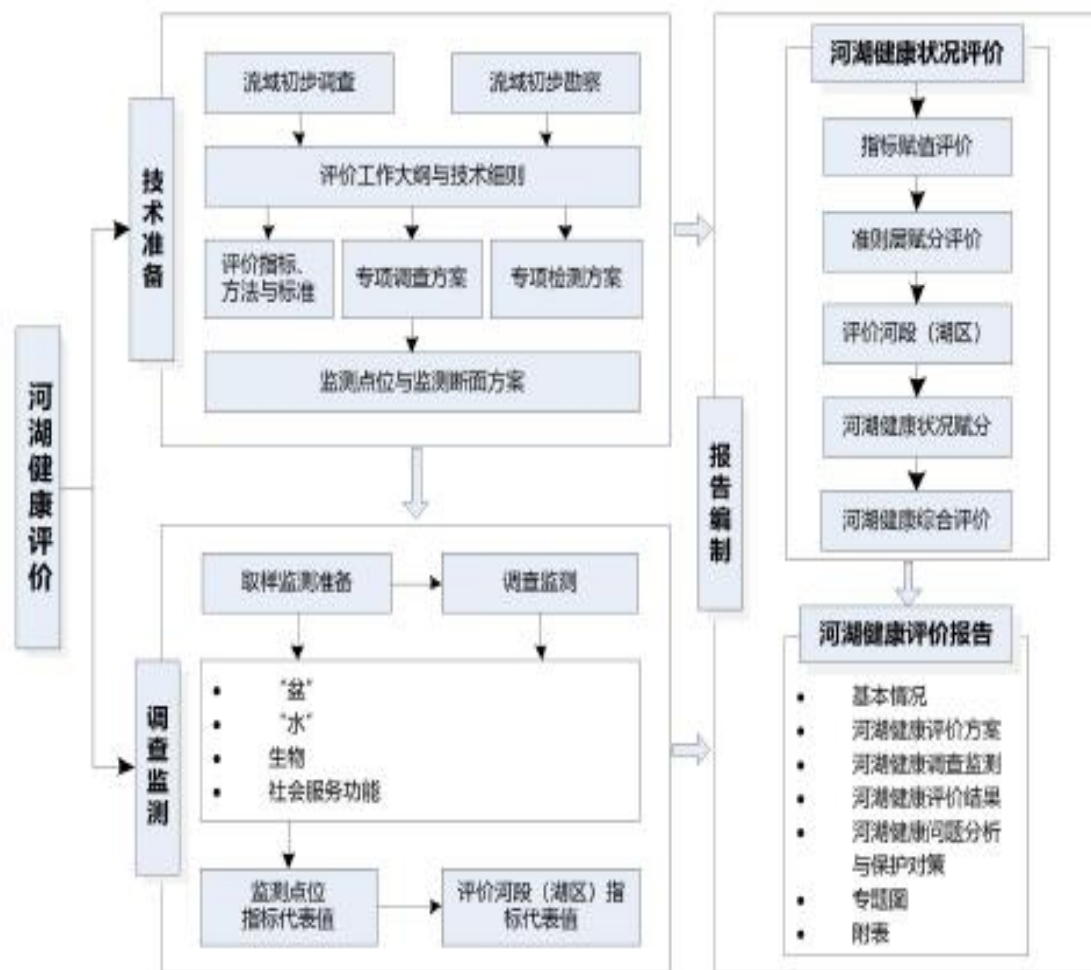 河湖健康评价
技术准备
流域初步调查
流域初步勘察
评价工作大纲与技术细则
评价指标、
方法与标准
专项调查方案
专项检测方案
监测点位与监测断面方案
调查监测
取样监测准备
调查监测
• “盆”
• “水”
• 生物
• 社会服务功能
监测点位
指标代表值
评价河段（湖区）指
标代表值
报告编制
河湖健康状况评价
指标赋值评价
准则层赋分评价
评价河段（湖区）
河湖健康状况赋分
河湖健康综合评价
河湖健康评价报告
• 基本情况
• 河湖健康评价方案
• 河湖健康调查监测
• 河湖健康评价结果
• 河湖健康问题分析
与保护对策
• 专题图
• 附表